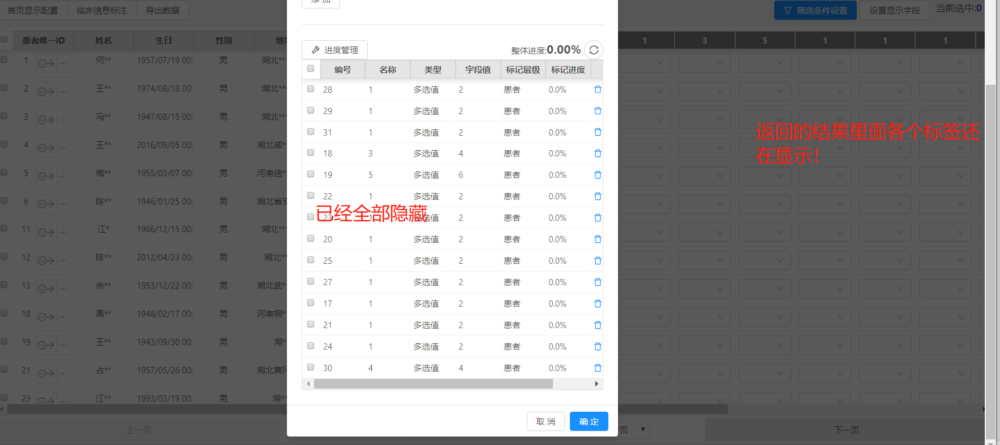 首页显示配置 临床信息标注 导出数据
添 加
筛选条件设置 设置显示字段 当前选中:0
患者唯一ID 姓名 生日 性别
1 3 5 1 1 1
进度管理 整体进度:0.00%
编号 名称 类型 字段值 标记层级 标记进度
28 1 多选值 2 患者 0.0%
29 1 多选值 2 患者 0.0%
31 1 多选值 2 患者 0.0%
18 3 多选值 4 患者 0.0%
19 5 多选值 6 患者 0.0%
22 1 多选值 2 患者 0.0%
23 1 多选值 2 患者 0.0%
20 1 多选值 2 患者 0.0%
25 1 多选值 2 患者 0.0%
27 1 多选值 2 患者 0.0%
17 1 多选值 2 患者 0.0%
21 1 多选值 2 患者 0.0%
24 1 多选值 2 患者 0.0%
30 4 多选值 4 患者 0.0%
已经全部隐藏
取 消 确 定
返回的结果里面各个标签还
在显示!
1 何** 1957/07/19 00: 男 湖北**
2 王** 1974/08/18 00: 男 湖北**
3 冯** 1947/08/15 00: 男 湖北**
4 王** 2016/09/05 00: 男 湖北咸*
5 梅** 1955/03/07 00: 男 河南信*
6 陈** 1946/01/25 00: 男 湖北省安
11 江* 1966/12/15 00: 男 湖北**
12 陈** 2012/04/23 00: 男 湖北**
13 余** 1953/12/22 00: 男 湖北武*
18 高** 1948/02/17 00: 男 河南桐*
19 王** 1943/09/30 00: 男 湖*
21 占** 1957/05/26 00: 男 湖北黄冈
23 江** 1993/03/19 00: 男 湖**
上一页 页 下一页